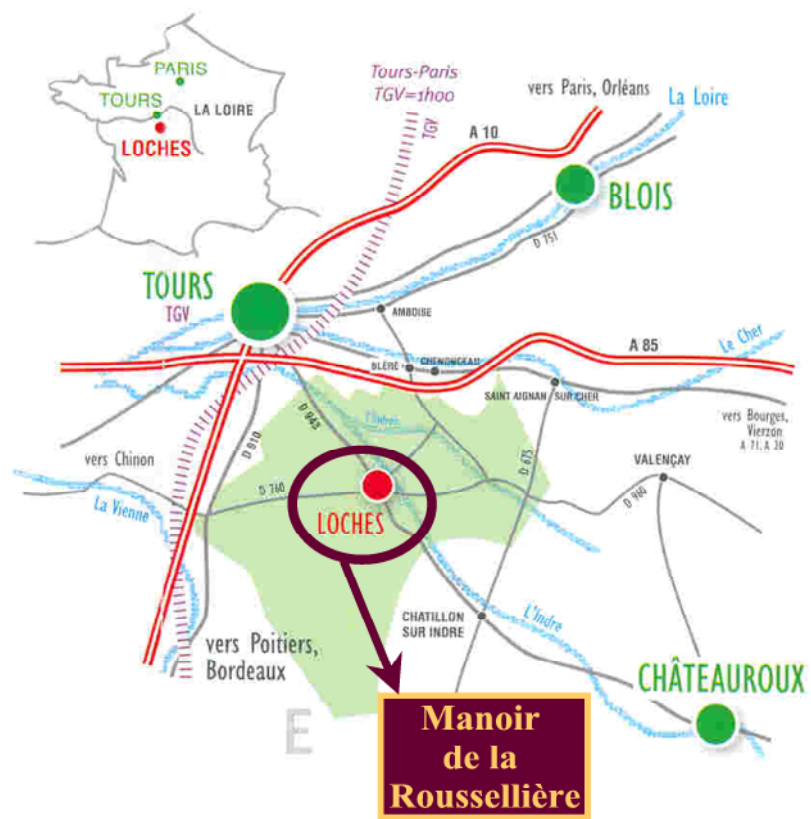 PARIS
TOURS
LA LOIRE
LOCHES
Tours-Paris
TGV=1h00
TGV
vers Paris, Orléans
A 10
La Loire
BLOIS
D 751
TOURS
TGV
AMBOISE
A 85
Le Cher
BLÉRÉ
CHENONCEAU
SAINT AIGNAN SUR CHER
vers Bourges,
Vierzon
A 71, A 20
D 943
D 910
L'Indrois
D 675
vers Chinon
D 760
VALENÇAY
D 960
La Vienne
LOCHES
CHATILLON
SUR INDRE
L'Indre
vers Poitiers,
Bordeaux
CHÂTEAUROUX
E
Manoir
de la
Roussellière